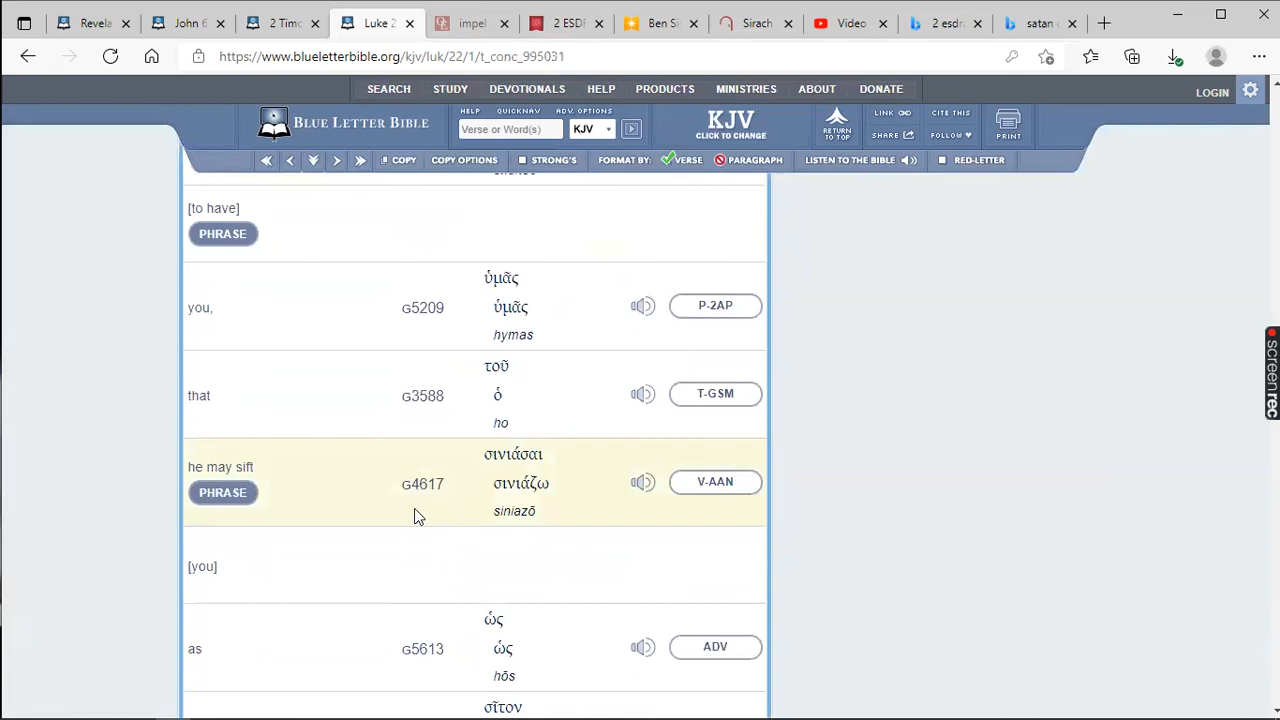 Revela
John 6
2 Timc
Luke 2
impel
2 ESDF
Ben Si
Sirach
Video
2 esdra
satan c
https://www.blueletterbible.org/kjv/luk/22/1/t_conc_995031
SEARCH STUDY DEVOTIONALS HELP PRODUCTS MINISTRIES ABOUT DONATE
LOGIN
BLUE LETTER BIBLE
HELP QUICKNAV ADV. OPTIONS
Verse or Word(s) KJV
KJV
CLICK TO CHANGE
RETURN
TO TOP
LINK CITE THIS
SHARE FOLLOW
PRINT
COPY COPY OPTIONS STRONG'S FORMAT BY: VERSE PARAGRAPH LISTEN TO THE BIBLE RED-LETTER
[to have]
PHRASE
ὑμᾶς
you, G5209 ὑμᾶς P-2AP
hymas
τοῦ
that G3588 ὁ T-GSM
ho
σινιάσαι
he may sift
PHRASE G4617 σινιάζω V-AAN
siniazō
[you]
ὡς
as G5613 ὡς ADV
hōs
σῖτον
screenrec